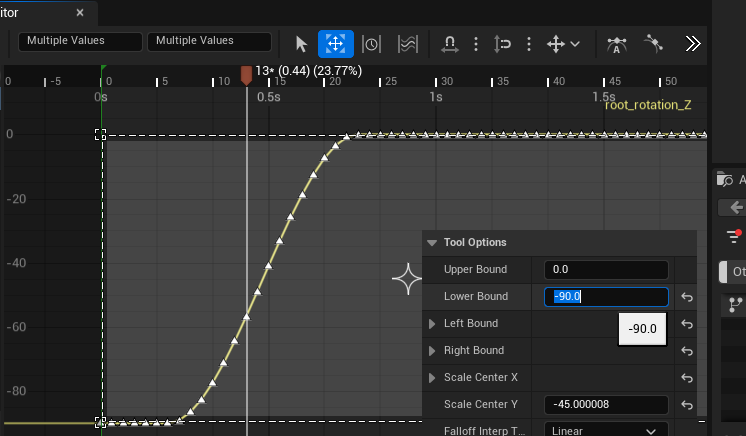 itor
×
Multiple Values
Multiple Values
13* (0.44) (23.77%)
0
-5
0
5
10
15
20
25
30
35
40
45
50
0s
0.5s
1s
1.5s
root_rotation_Z
0
-20
-40
-60
-80
Tool Options
Upper Bound
0.0
Lower Bound
-90.0
Left Bound
-90.0
Right Bound
Scale Center X
Scale Center Y
-45.000008
Falloff Interp T...
Linear
A
Ot